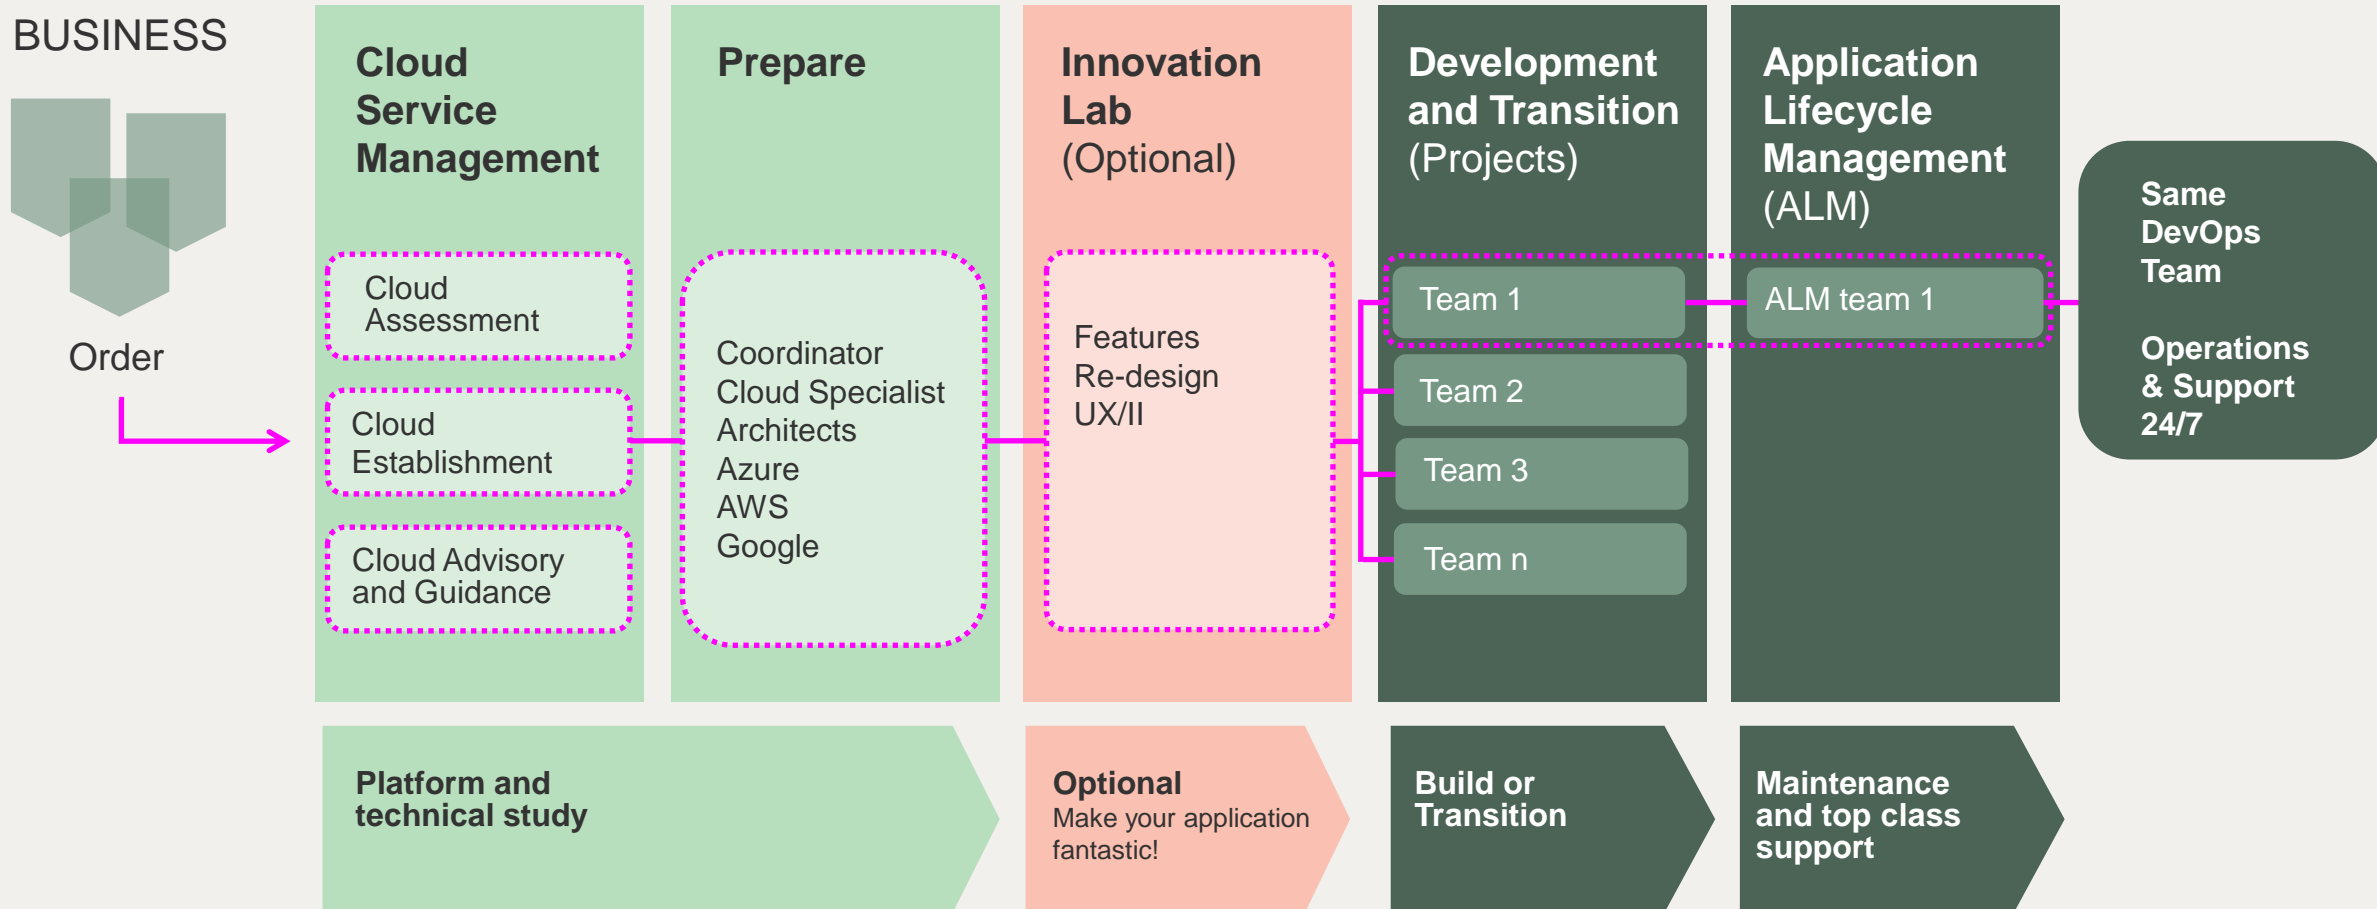 BUSINESS
Order
Cloud
Service
Management
Cloud
Assessment
Cloud
Establishment
Cloud Advisory
and Guidance
Prepare
Coordinator
Cloud Specialist
Architects
Azure
AWS
Google
Innovation
Lab
(Optional)
Features
Re-design
UX/II
Development
and Transition
(Projects)
Team 1
Team 2
Team 3
Team n
Application
Lifecycle
Management
(ALM)
ALM team 1
Same
DevOps
Team
Operations
& Support
24/7
Platform and
technical study
Optional
Make your application
fantastic!
Build or
Transition
Maintenance
and top class
support